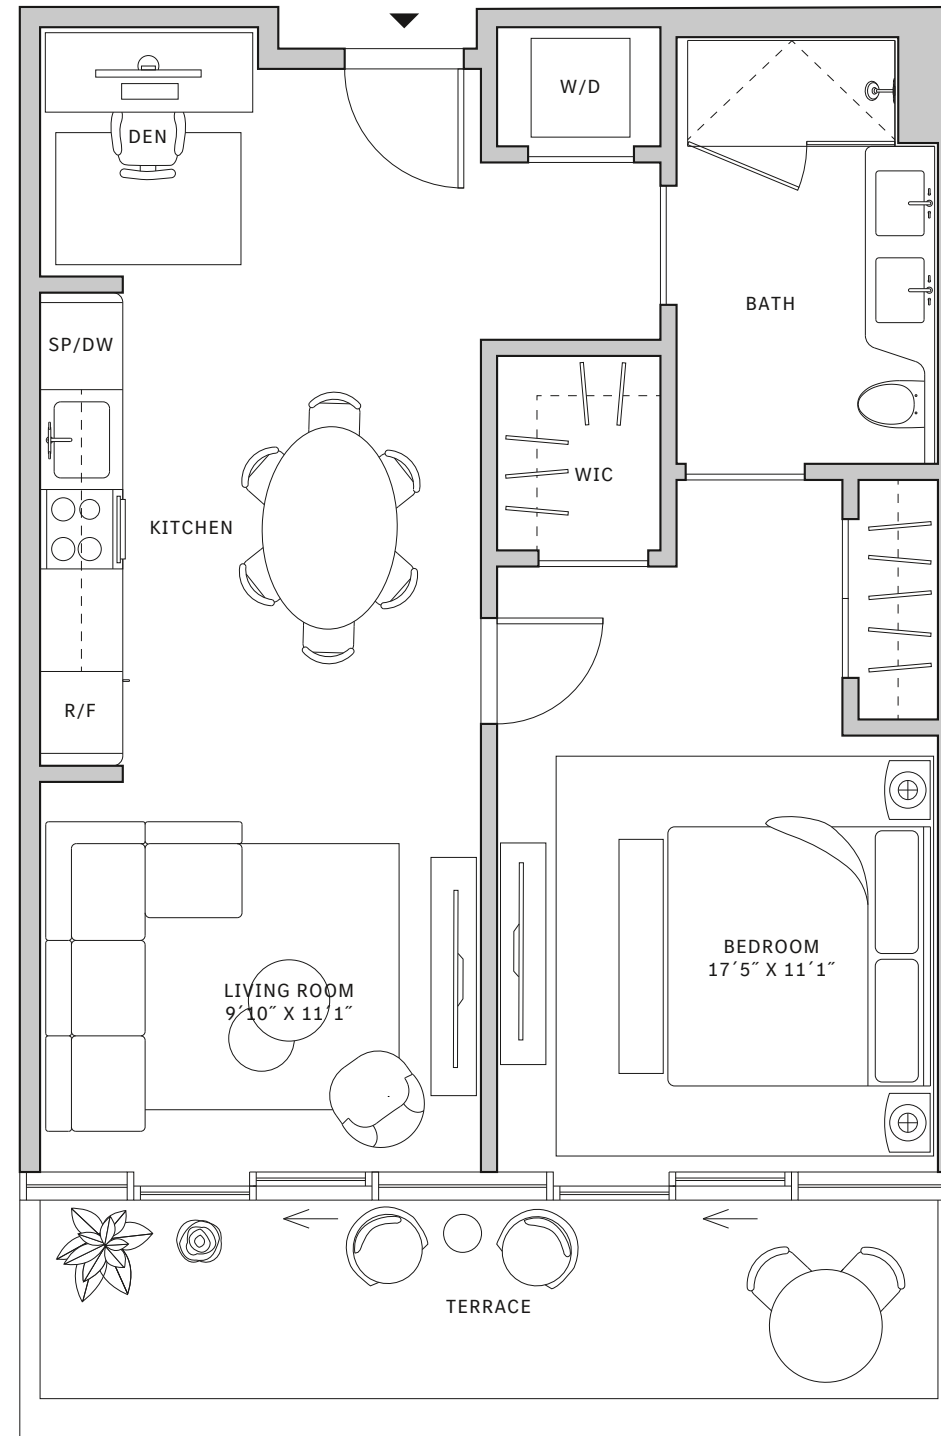 W/D
DEN
BATH
SP/DW
WIC
KITCHEN
R/F
BEDROOM
17´5˝ X 11´1˝
LIVING ROOM
9´10˝ X 11´1˝
TERRACE